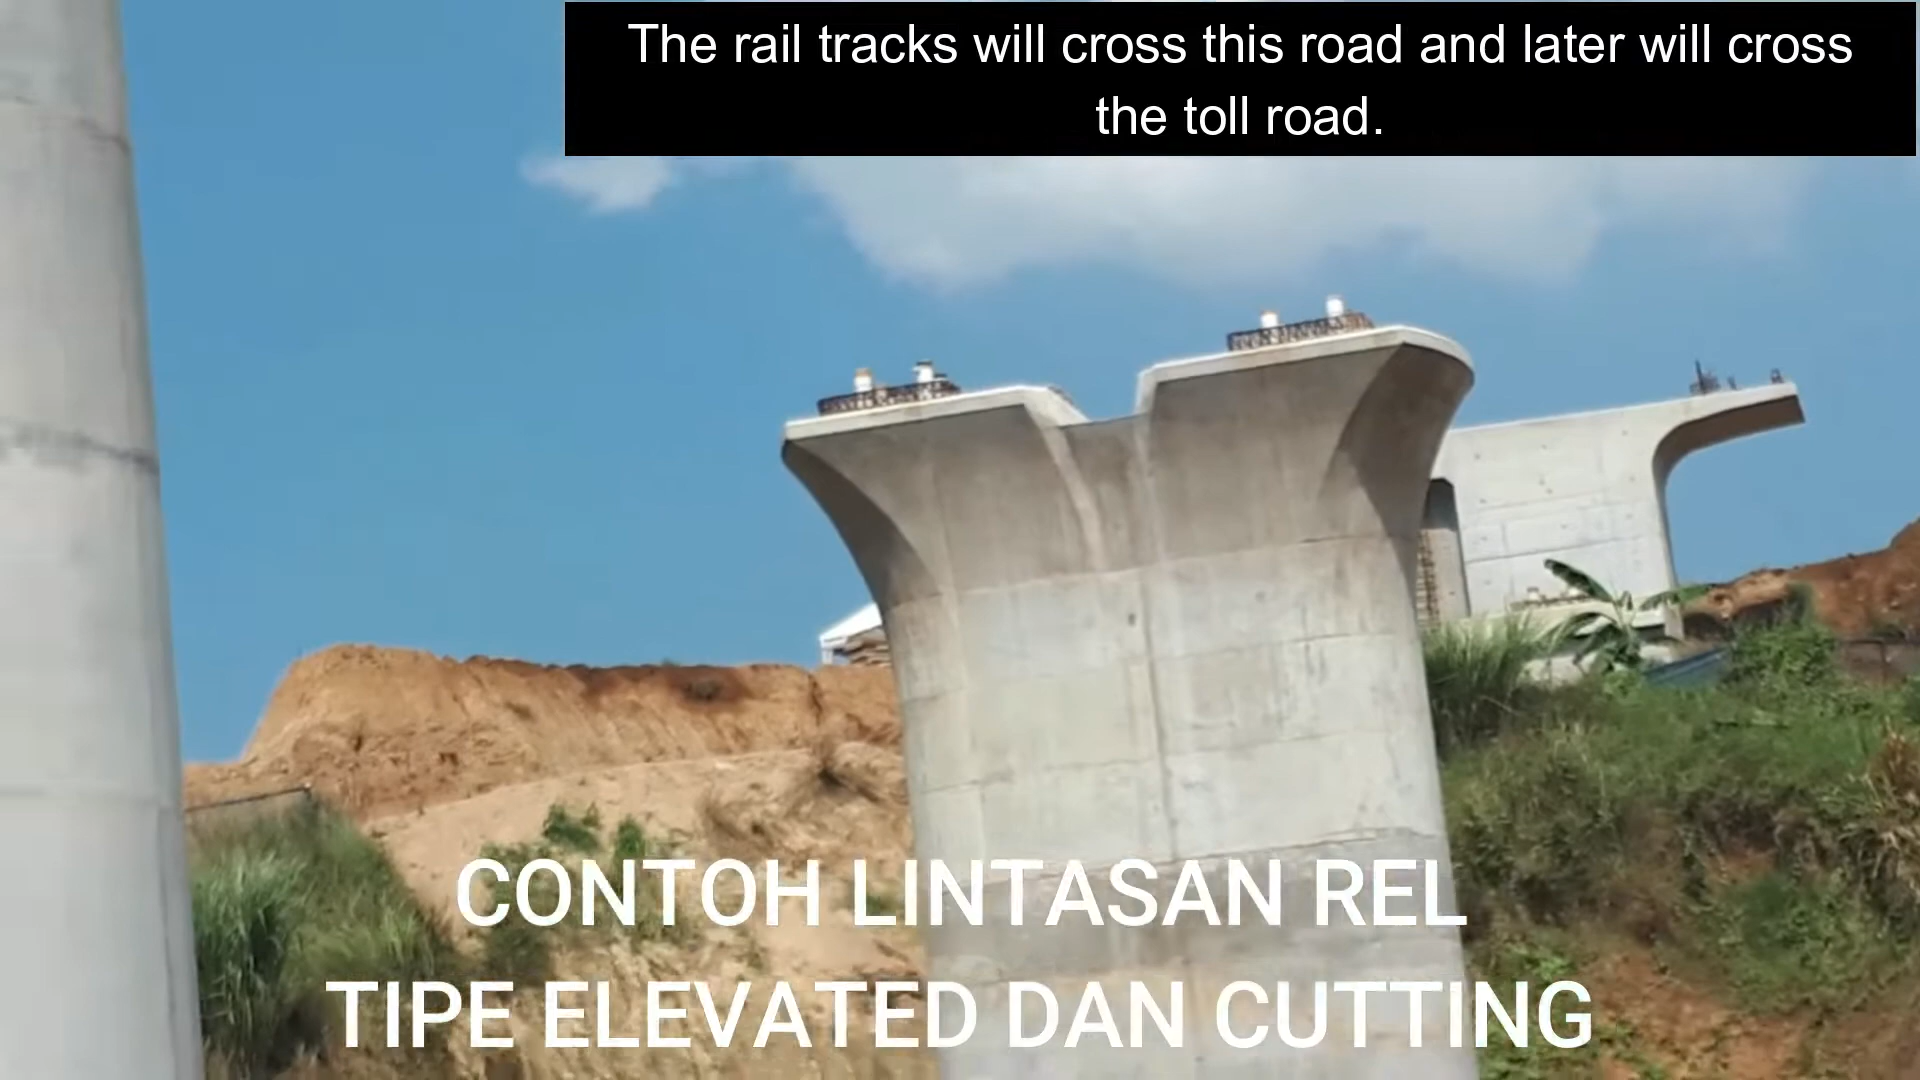 The rail tracks will cross this road and later will cross
the toll road.
CONTOH LINTASAN REL
TIPE ELEVATED DAN CUTTING